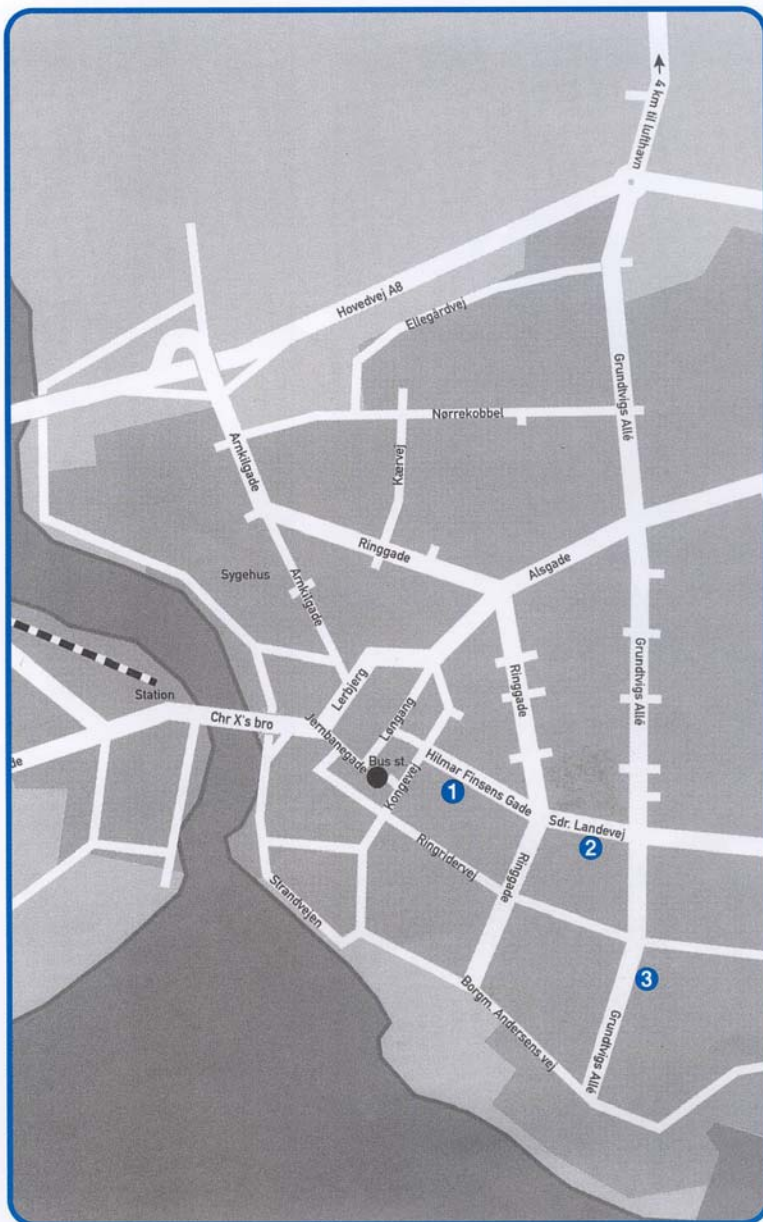 4 km til lufthavn
Hovedvej A8
Ellegårdvej
Grundtvigs Allé
Nørrekobbel
Arnkilgade
Kærvej
Ringgade
Alsgade
Sygehus
Arnkilgade
Ringgade
Grundtvigs Allé
Lerbjerg
Station
Chr X's bro
Jernbanegade
Løngang
Bus st.
Hilmar Finsens Gade
Kongevej
1
de
Sdr. Landevej
2
Ringridervej
Ringgade
Strandvejen
3
Borgm. Andersens vej
Grundtvigs Allé